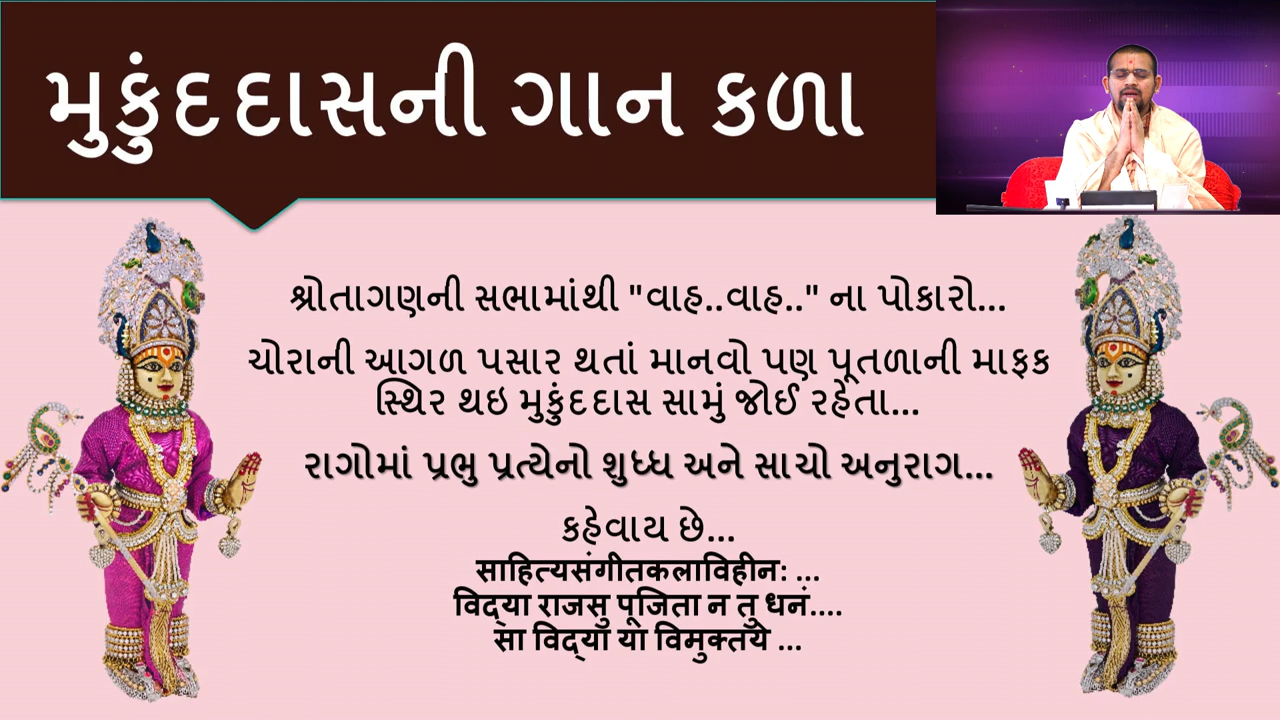 મુકુંદદાસની ગાન કળા
શ્રોતાગણની સભામાંથી "વાહ..વાહ.." ના પોકારો...
ચોરાની આગળ પસાર થતાં માનવો પણ પૂતળાની માફક
સ્થિર થઇ મુકુંદદાસ સામું જોઈ રહેતા...
રાગોમાં પ્રભુ પ્રત્યેનો શુધ્ધ અને સાચો અનુરાગ...
કહેવાય છે...
साहित्यसंगीतकलाविहीनः ...
विद्या राजसु पूजिता न तु धनं....
सा विद्या या विमुक्तये ...